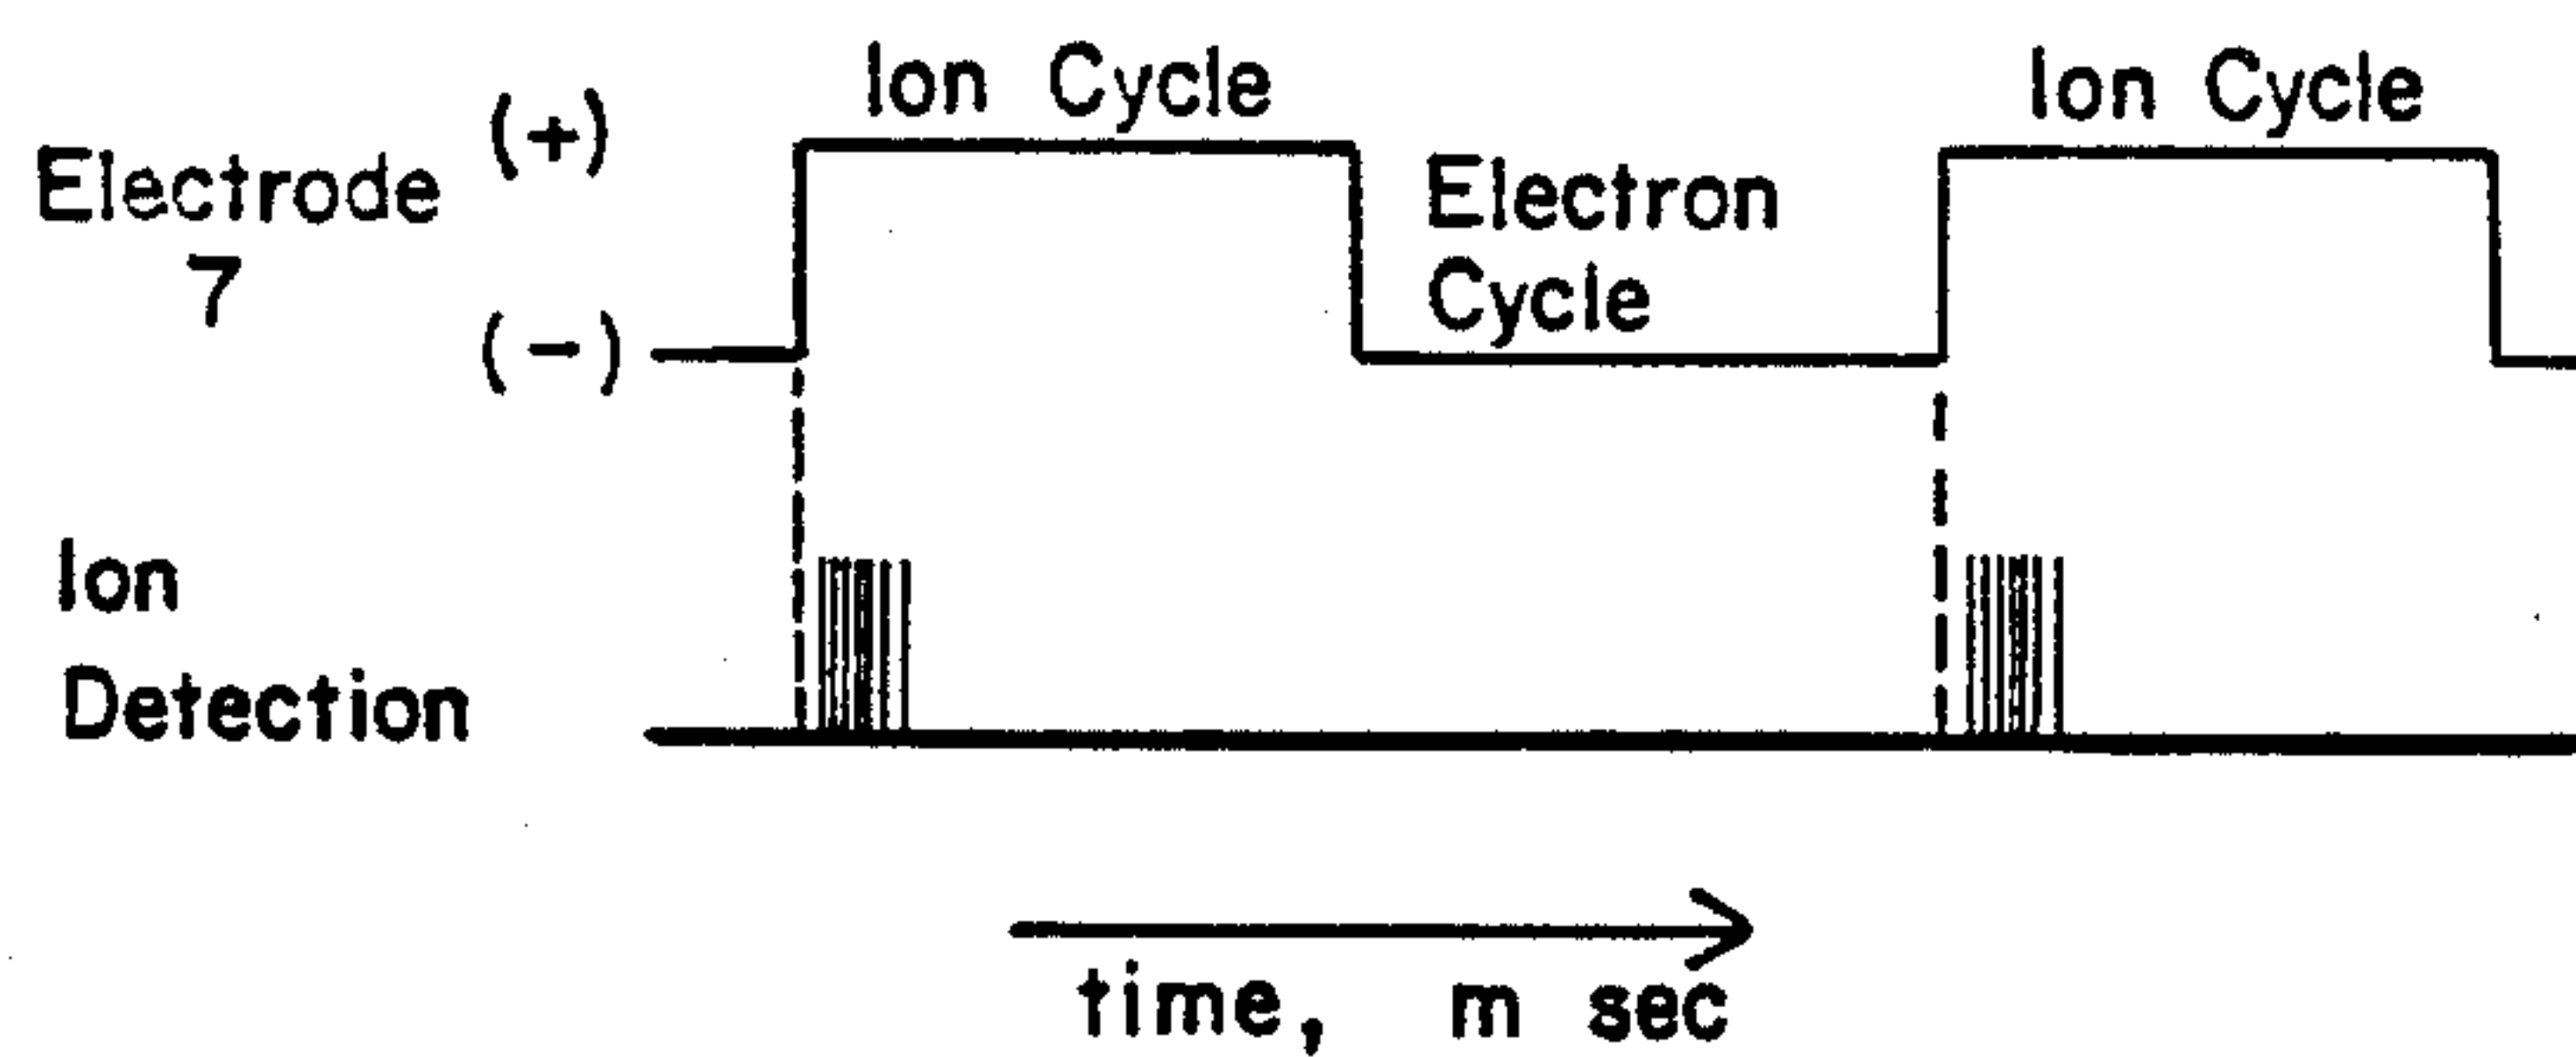 Ion Cycle
Ion Cycle
(+)
Electrode
7
Electron
Cycle
(-)
Ion
Detection
time, m sec